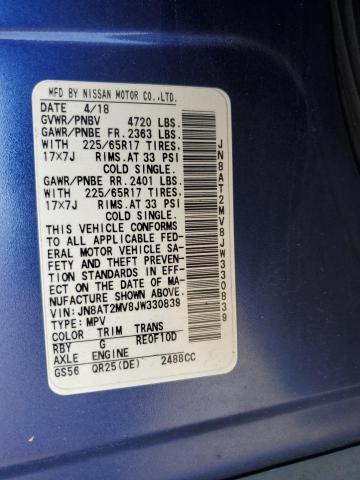 MFD. BY NISSAN MOTOR CO.,LTD.
DATE 4/18
GVWR/PNBV 4720 LBS.
GAWR/PNBE FR. 2363 LBS.
WITH 225/65R17 TIRES.
17×7J RIMS. AT 33 PSI
COLD SINGLE.
GAWR/PNBE RR. 2401 LBS.
WITH 225/65R17 TIRES.
17×7J RIMS. AT 33 PSI
COLD SINGLE.
THIS VEHICLE CONFORMS
TO ALL APPLICABLE FED-
ERAL MOTOR VEHICLE SA-
FETY AND THEFT PREVEN-
TION STANDARDS IN EFF-
ECT ON THE DATE OF MA-
NUFACTURE SHOWN ABOVE.
VIN:JN8AT2MV8JW330839
TYPE:MPV
COLOR TRIM TRANS
RBY G RE0F10D
AXLE ENGINE
GS56 QR25(DE) 2488CC
JN8AT2MV8JW330839